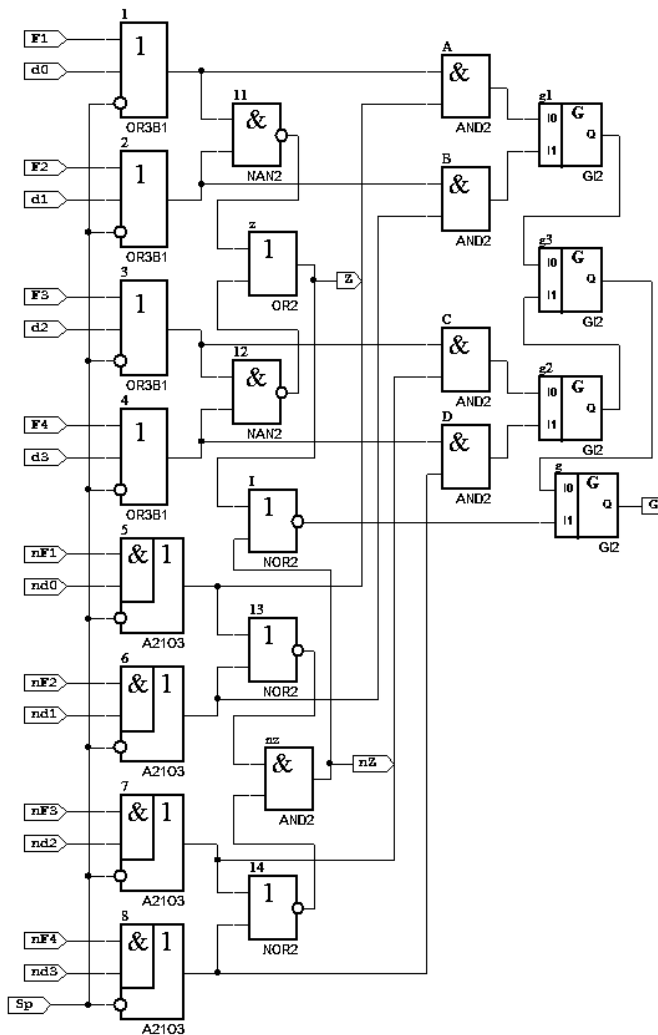 1
F1
1
d0
OR3B1
A
&
AND2
11
&
NAN2
g1
I0
G
Q
I1
GI2
2
F2
1
d1
OR3B1
B
&
AND2
z
1
OR2
Z
g3
I0
G
Q
I1
GI2
3
F3
1
d2
OR3B1
C
&
AND2
12
&
NAN2
g2
I0
G
Q
I1
GI2
4
F4
1
d3
OR3B1
D
&
AND2
I
1
NOR2
g
I0
G
Q
I1
GI2
G
5
nF1
& 1
nd0
A21O3
13
1
NOR2
6
nF2
& 1
nd1
A21O3
nz
&
AND2
nZ
7
nF3
& 1
nd2
A21O3
14
1
NOR2
8
nF4
& 1
nd3
Sp
A21O3